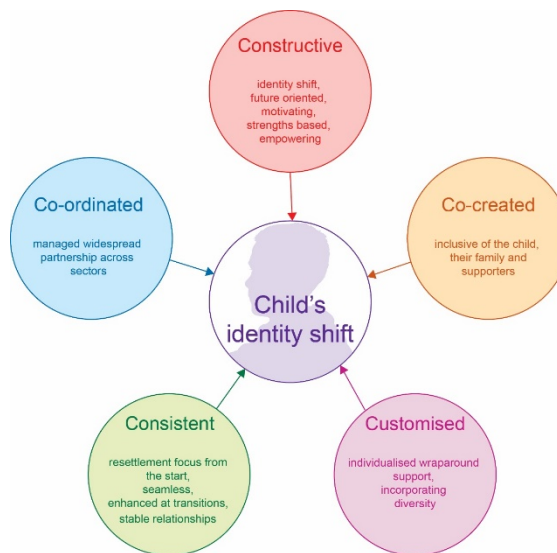 Constructive
identity shift,
future oriented,
motivating,
strengths based,
empowering
Co-ordinated
managed widespread
partnership across
sectors
Co-created
inclusive of the child,
their family and
supporters
Child's
identity shift
Consistent
resettlement focus from
the start,
seamless,
enhanced at transitions,
stable relationships
Customised
individualised wraparound
support,
incorporating
diversity